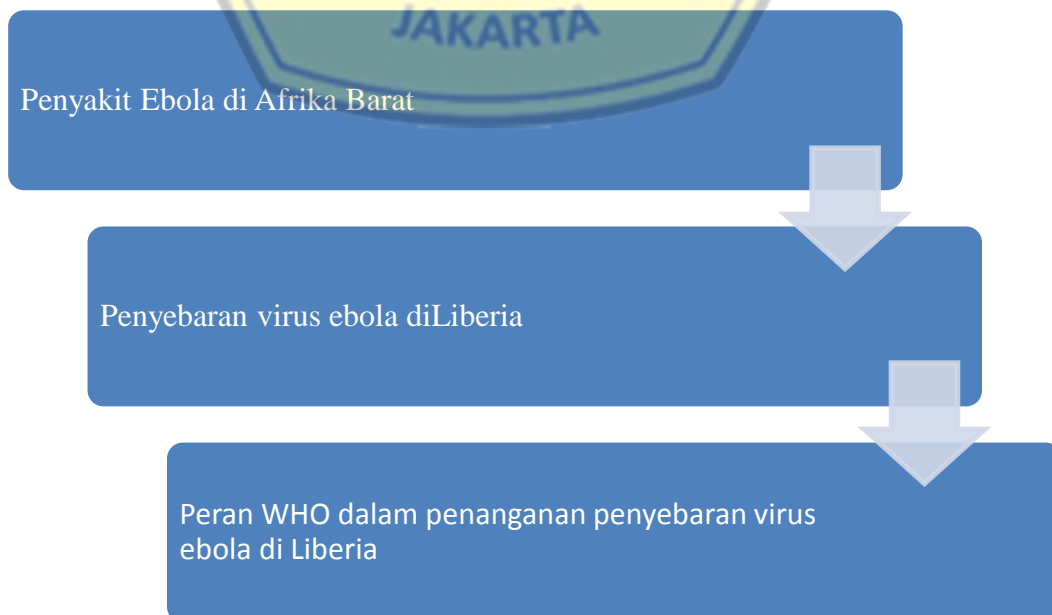 JAKARTA
Penyakit Ebola di Afrika Barat
Penyebaran virus ebola diLiberia
Peran WHO dalam penanganan penyebaran virus
ebola di Liberia